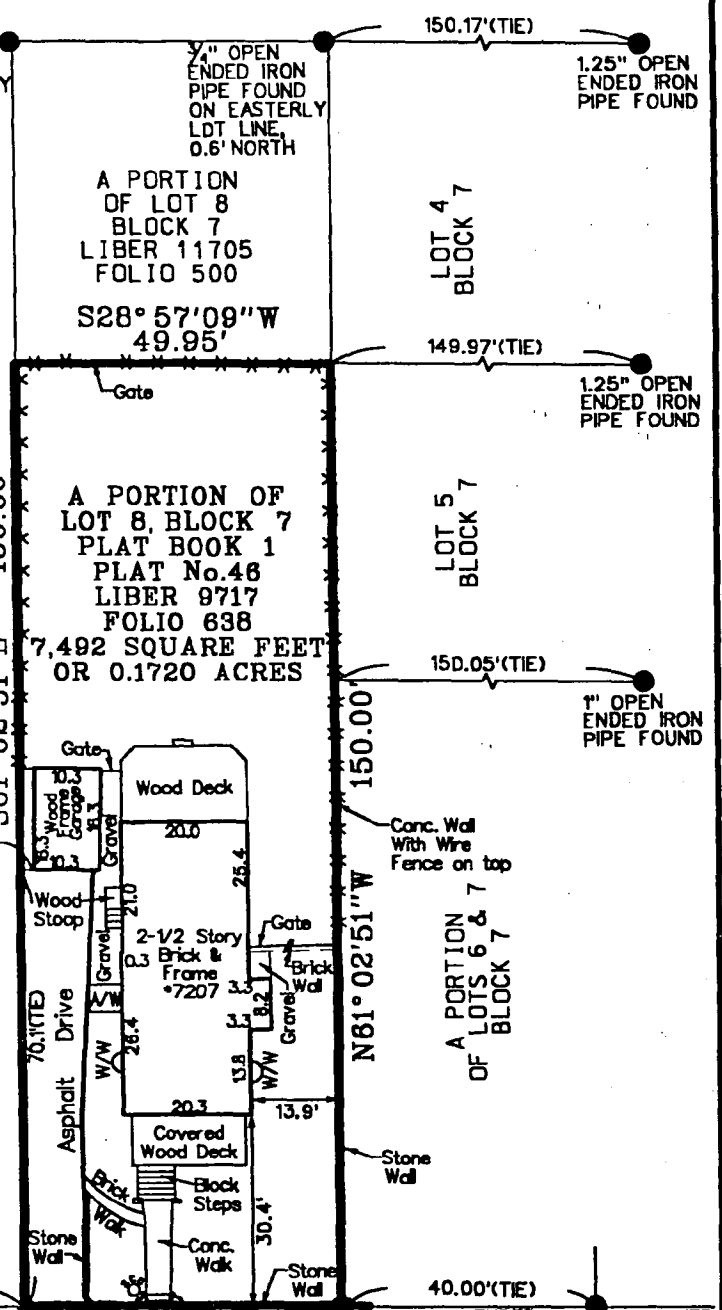 150.17'(TIE)
3/4" OPEN
ENDED IRON
PIPE FOUND
ON EASTERLY
LOT LINE,
0.6' NORTH
1.25" OPEN
ENDED IRON
PIPE FOUND
Y
A PORTION
OF LOT 8
BLOCK 7
LIBER 11705
FOLIO 500
LOT 4
BLOCK 7
S28°57'09"W
49.95'
149.97'(TIE)
Gate
1.25" OPEN
ENDED IRON
PIPE FOUND
A PORTION OF
LOT 8, BLOCK 7
PLAT BOOK 1
PLAT No.46
LIBER 9717
FOLIO 638
7,492 SQUARE FEET
OR 0.1720 ACRES
LOT 5
BLOCK 7
150.05'(TIE)
1" OPEN
ENDED IRON
PIPE FOUND
N61°02'51"W
150.00'
Gate
Wood Deck
10.3
Wood
Frame
Garage
16.3
16.3
10.3
Gravel
20.0
25.4
Conc. Wall
With Wire
Fence on top
Wood
Stoop
21.0
Gravel
2-1/2 Story
Brick &
Frame
*7207
0.3
Gate
Brick
Wall
3.3
8.2
3.3
Gravel
A PORTION
OF LOTS 6 & 7
BLOCK 7
70.1'(TIE)
Asphalt Drive
A/W
26.4
W/W
13.8
W/W
20.3
13.9'
Covered
Wood Deck
Stone
Wall
Block
Steps
Brick
Walk
30.4'
Stone
Wall
Conc.
Walk
Stone
Wall
40.00'(TIE)